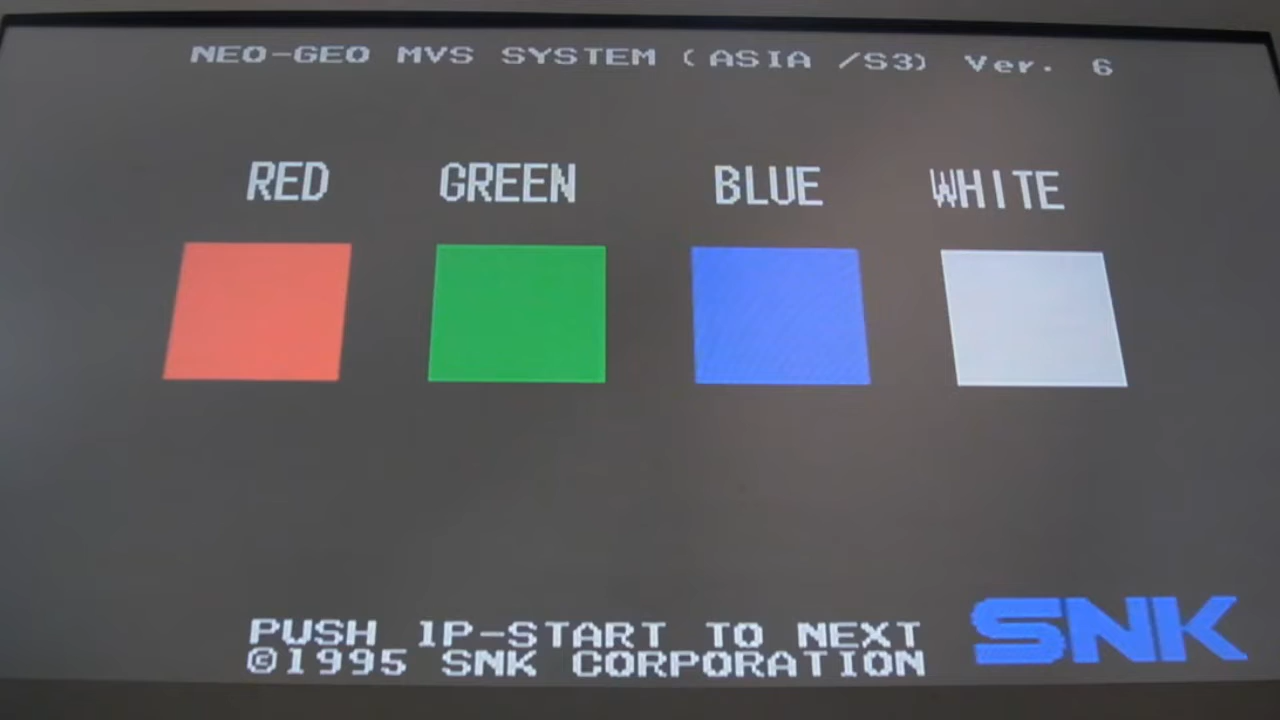 NEO-GEO MVS SYSTEM (ASIA /S3) Ver. 6
RED GREEN BLUE WHITE
PUSH 1P-START TO NEXT
©1995 SNK CORPORATION
SNK